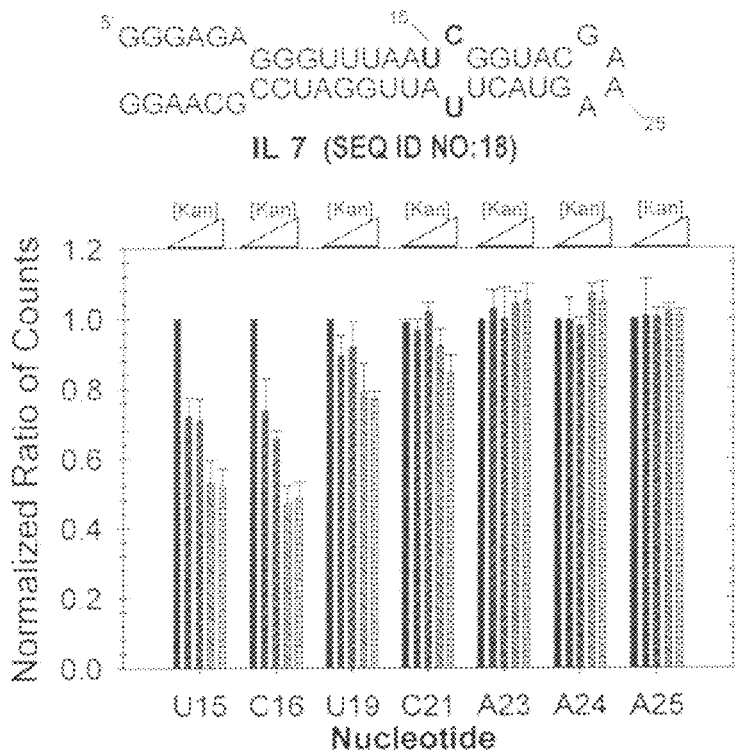 5' GGGAGA
15
C
G
GGGUUUAAU GGUAC A
CCUAGGUUA UCAUG A
GGAACGC
U
A
25
IL 7 (SEQ ID NO:18)
[Kan] [Kan] [Kan] [Kan] [Kan] [Kan] [Kan]
Normalized Ratio of Counts
1.2
1.0
0.8
0.6
0.4
0.2
0.0
U15 C16 U19 C21 A23 A24 A25
Nucleotide